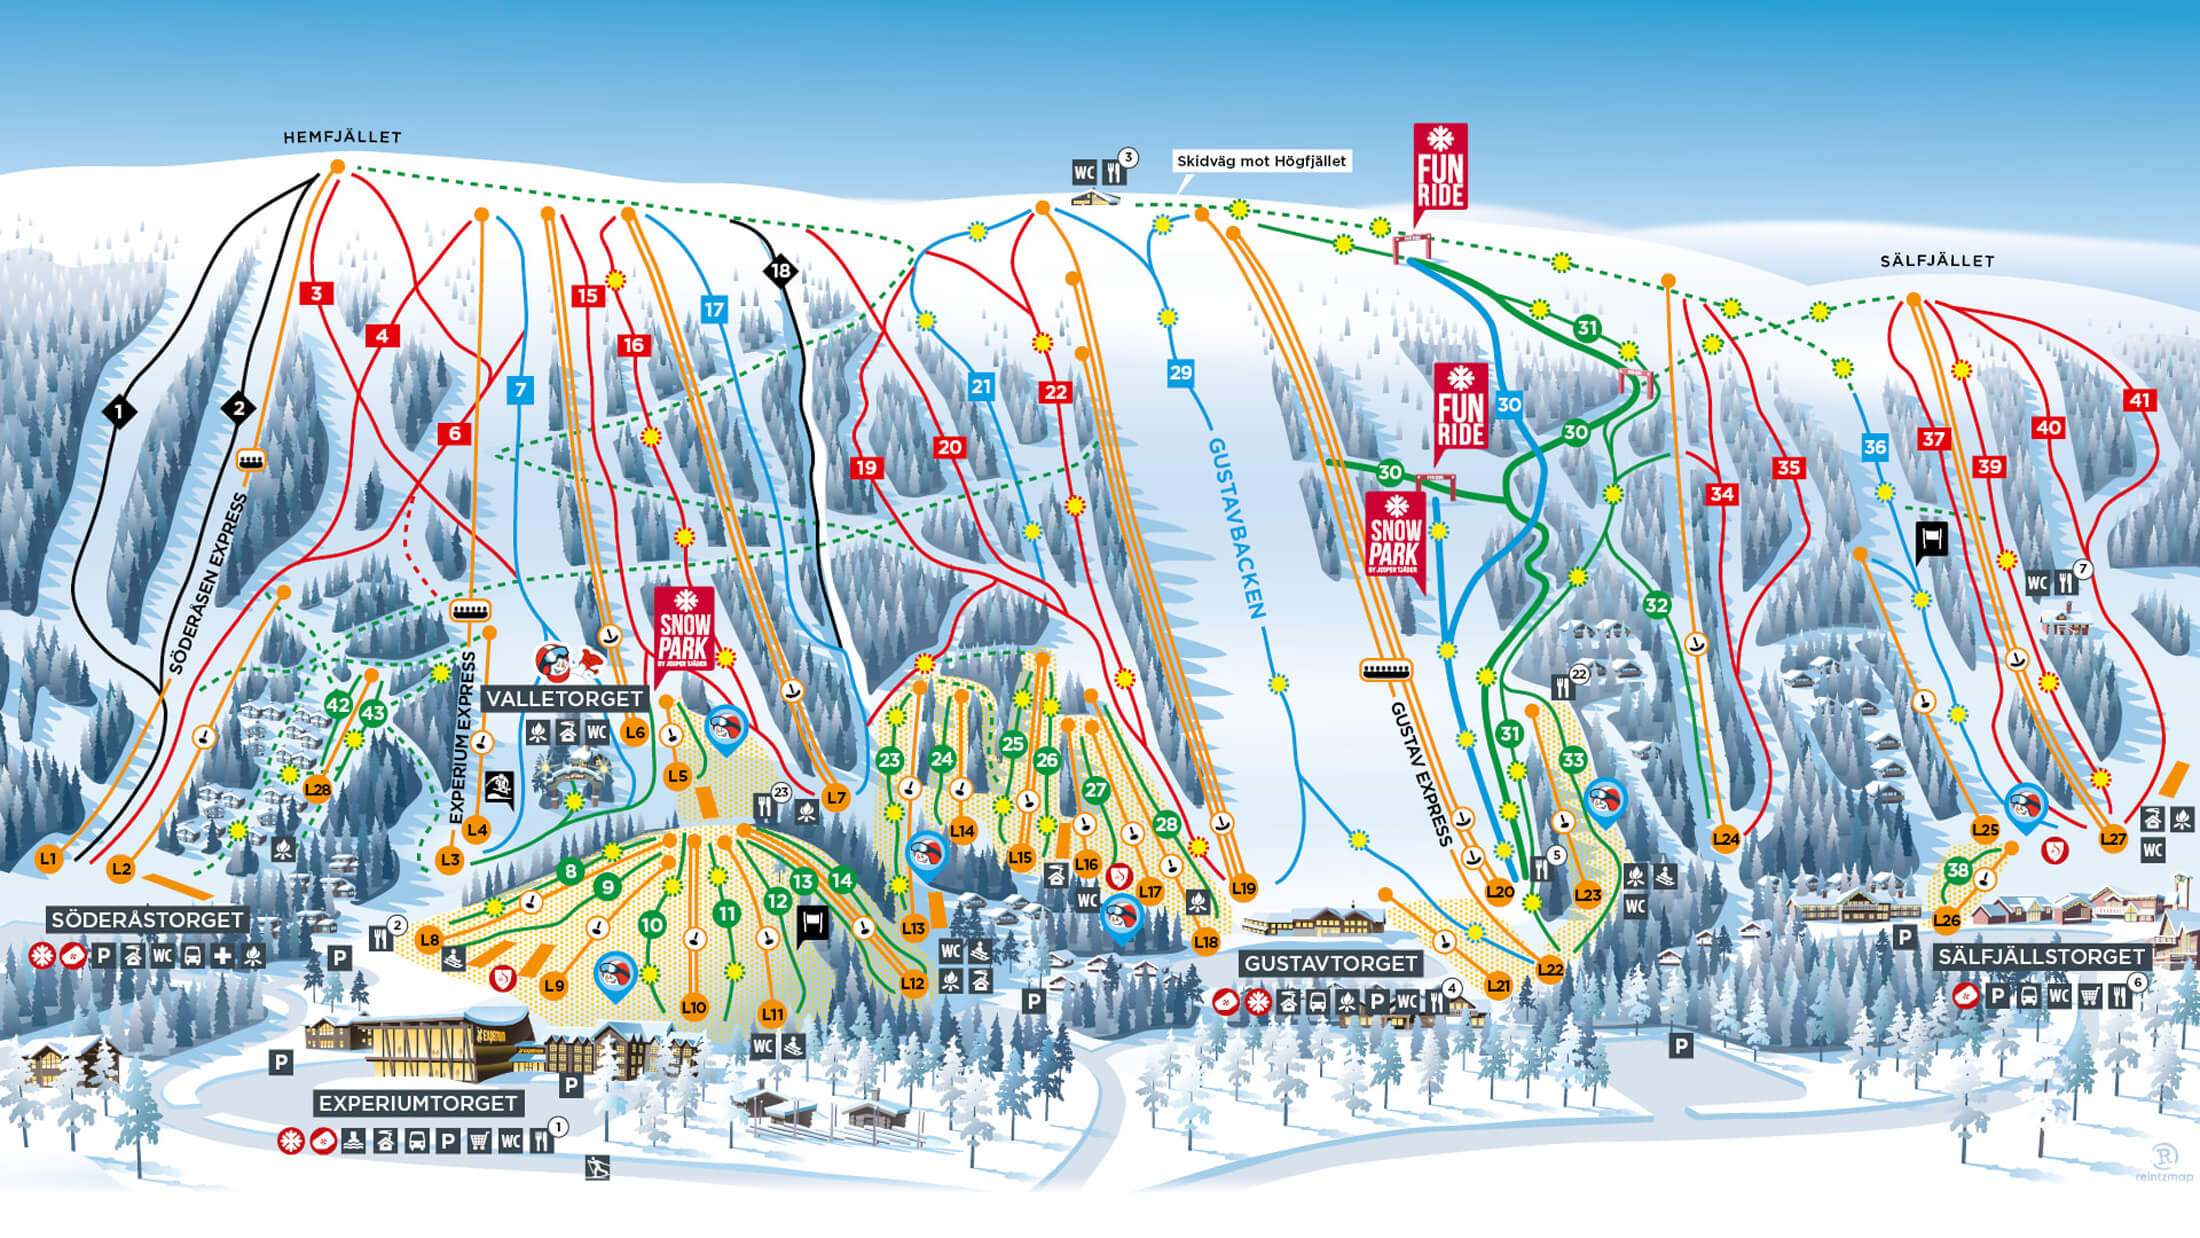 HEMFJÄLLET
WC
3
Skidväg mot Högfjället
FUN
RIDE
SÄLFJÄLLET
1
2
3
4
6
7
15
16
17
18
19
20
21
22
29
GUSTAVBACKEN
FUN
RIDE
30
31
30
30
SNOW
PARK
BY JESPER TJÄDER
32
34
35
36
37
39
40
41
WC
7
SÖDERÅSEN EXPRESS
EXPERIUM EXPRESS
GUSTAV EXPRESS
SNOW
PARK
BY JESPER TJÄDER
VALLETORGET
WC
42
43
L28
L6
L5
L7
23
L4
L3
L1
L2
23
24
25
26
27
28
L14
L15
L16
L17
L19
L18
L13
L12
WC
22
31
33
5
L20
L23
WC
L24
L25
L27
WC
38
L26
8
9
10
11
12
13
14
L8
L9
L10
L11
2
P
WC
P
SÖDERÅSTORGET
P
WC
GUSTAVTORGET
P
WC
4
L21
L22
P
SÄLFJÄLLSTORGET
P
WC
6
P
P
P
WC
experium
EXPERIUMTORGET
P
WC
1
R
reintzmap